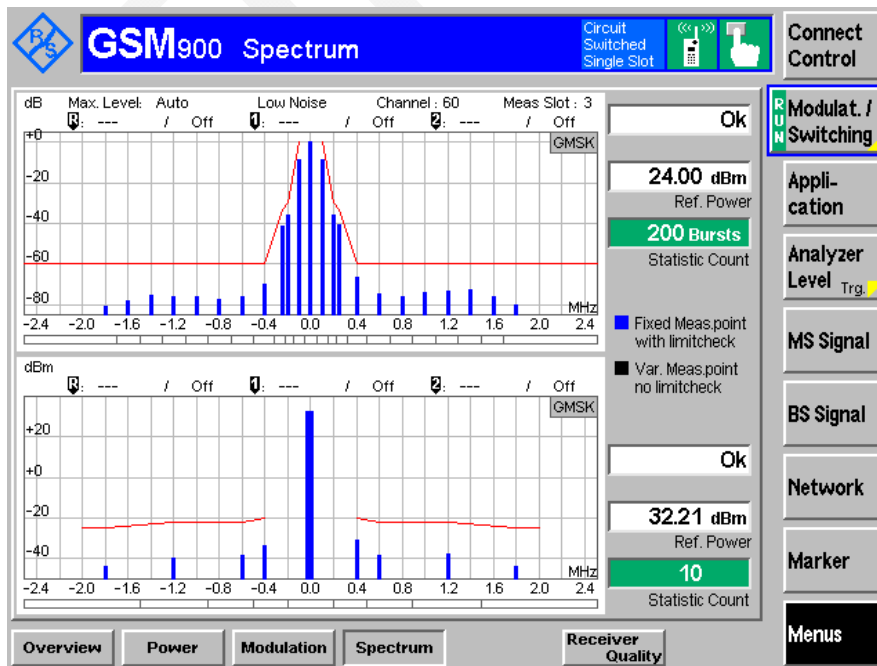 R S
GSM900 Spectrum
Circuit
Switched
Single Slot
Connect
Control
dB Max. Level: Auto Low Noise Channel : 60 Meas Slot : 3
R: --- / Off 1: --- / Off 2: --- / Off
GMSK
+0
-20
-40
-60
-80
MHz
-2.4 -2.0 -1.6 -1.2 -0.8 -0.4 0.0 0.4 0.8 1.2 1.6 2.0 2.4
Ok
24.00 dBm
Ref. Power
200 Bursts
Statistic Count
Fixed Meas.point
with limitcheck
Var. Meas.point
no limitcheck
dBm
R: --- / Off 1: --- / Off 2: --- / Off
GMSK
+20
+0
-20
-40
MHz
-2.4 -2.0 -1.6 -1.2 -0.8 -0.4 0.0 0.4 0.8 1.2 1.6 2.0 2.4
Ok
32.21 dBm
Ref. Power
10
Statistic Count
RUN
Modulat. /
Switching
Appli-
cation
Analyzer
Level Trg.
MS Signal
BS Signal
Network
Marker
Menus
Overview Power Modulation Spectrum Receiver
Quality